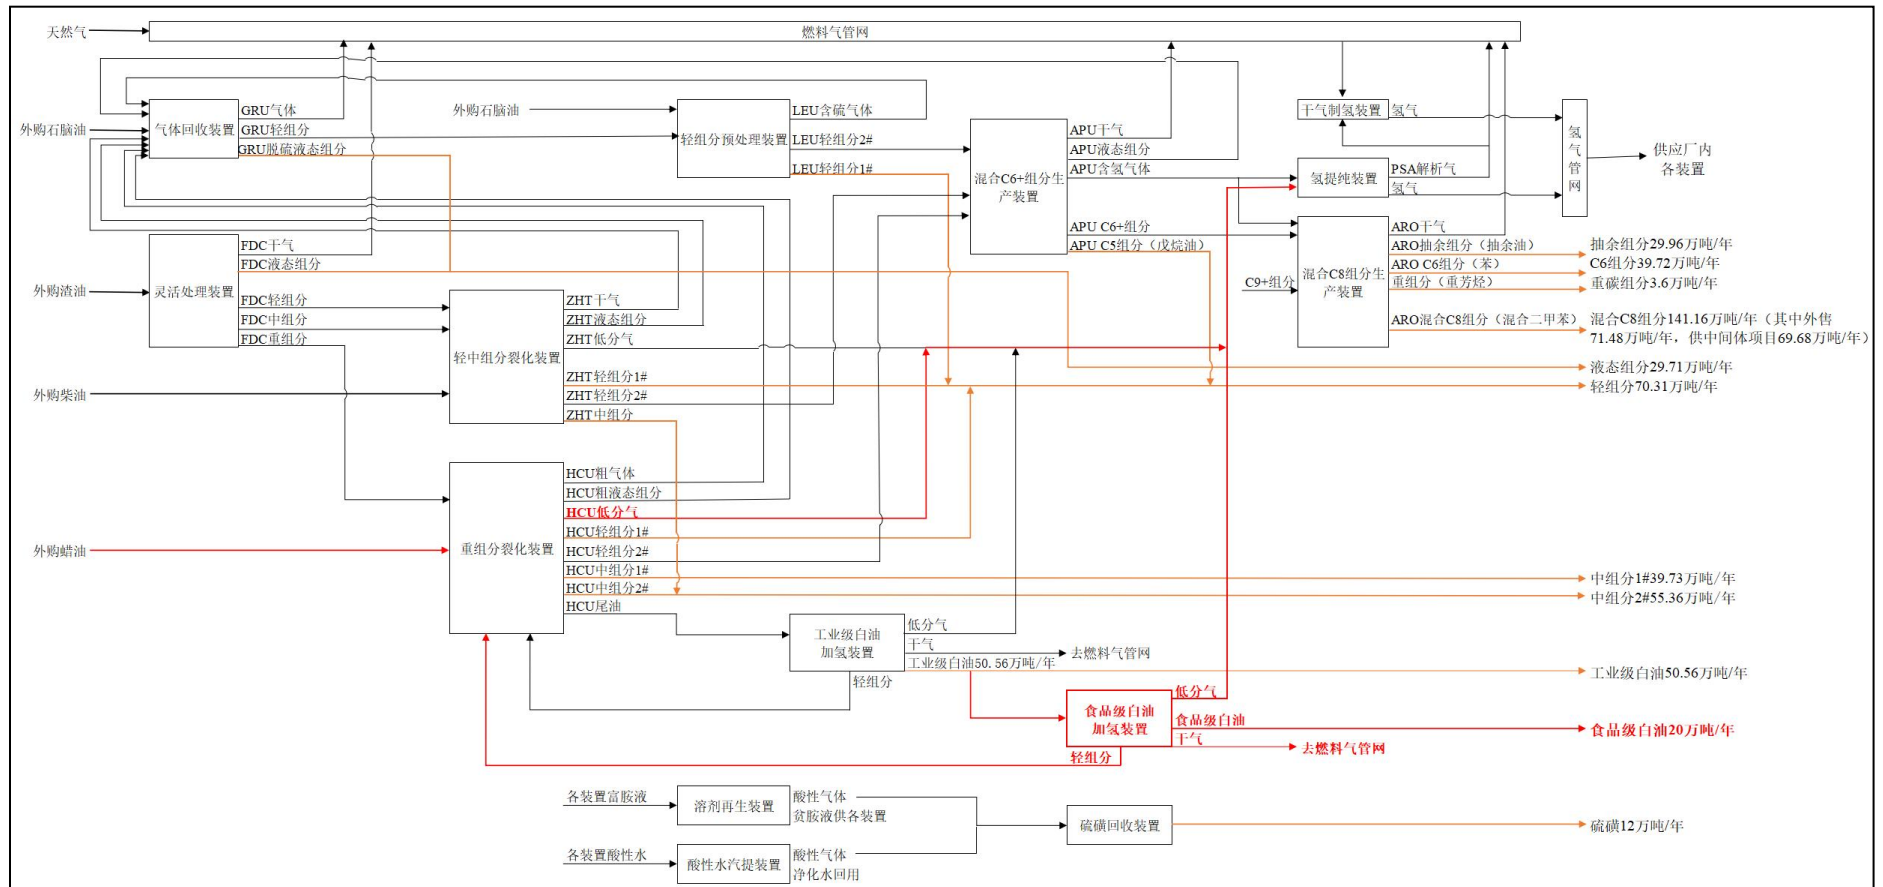 天然气
燃料气管网
外购石脑油
气体回收装置
GRU气体
GRU轻组分
GRU脱硫液态组分
外购石脑油
轻组分预处理装置
LEU含硫气体
LEU轻组分2#
LEU轻组分1#
混合C6+组分生
产装置
APU干气
APU液态组分
APU含氢气体
APU C6+组分
APU C5组分（戊烷油）
干气制氢装置
氢气
氢提纯装置
PSA解析气
氢气
氢气管网
供应厂内
各装置
C9+组分
混合C8组分生
产装置
ARO干气
ARO抽余组分（抽余油）
ARO C6组分（苯）
重组分（重芳烃）
ARO混合C8组分（混合二甲苯）
抽余组分29.96万吨/年
C6组分39.72万吨/年
重碳组分3.6万吨/年
混合C8组分141.16万吨/年（其中外售
71.48万吨/年，供中间体项目69.68万吨/年）
液态组分29.71万吨/年
轻组分70.31万吨/年
外购渣油
灵活处理装置
FDC干气
FDC液态组分
FDC轻组分
FDC中组分
FDC重组分
外购柴油
轻中组分裂化装置
ZHT干气
ZHT液态组分
ZHT低分气
ZHT轻组分1#
ZHT轻组分2#
ZHT中组分
外购蜡油
重组分裂化装置
HCU粗气体
HCU粗液态组分
HCU低分气
HCU轻组分1#
HCU轻组分2#
HCU中组分1#
HCU中组分2#
HCU尾油
中组分1#39.73万吨/年
中组分2#55.36万吨/年
工业级白油
加氢装置
低分气
干气
去燃料气管网
工业级白油50.56万吨/年
轻组分
工业级白油50.56万吨/年
食品级白油
加氢装置
低分气
食品级白油
干气
去燃料气管网
轻组分
食品级白油20万吨/年
各装置富胺液
溶剂再生装置
酸性气体
贫胺液供各装置
各装置酸性水
酸性水汽提装置
酸性气体
净化水回用
硫磺回收装置
硫磺12万吨/年